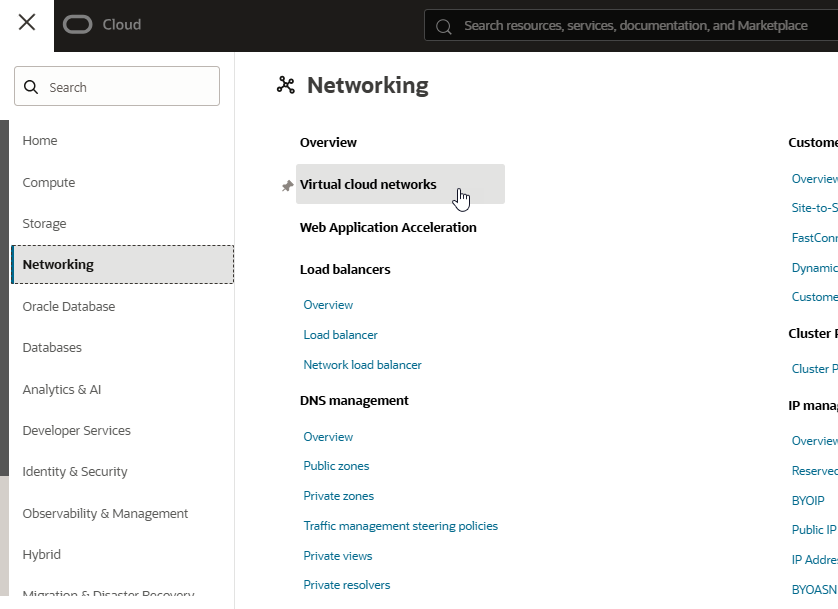 Cloud
Search resources, services, documentation, and Marketplace
Search
Home
Compute
Storage
Networking
Oracle Database
Databases
Analytics & AI
Developer Services
Identity & Security
Observability & Management
Hybrid
Migration & Disaster Recovery
Networking
Overview
Virtual cloud networks
Web Application Acceleration
Load balancers
Overview
Load balancer
Network load balancer
DNS management
Overview
Public zones
Private zones
Traffic management steering policies
Private views
Private resolvers
Custome
Overview
Site-to-S
FastConn
Dynamic
Custome
Cluster P
Cluster P
IP mana
Overview
Reserved
BYOIP
Public IP
IP Addre
BYOASN